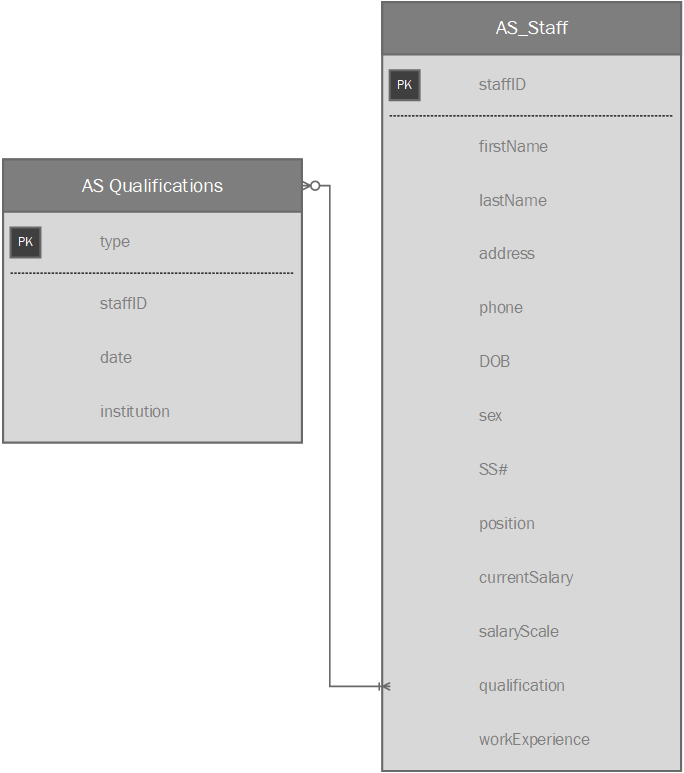 AS_Staff
PK
staffID
firstName
lastName
address
phone
DOB
sex
SS#
position
currentSalary
salaryScale
qualification
workExperience
AS Qualifications
PK
type
staffID
date
institution